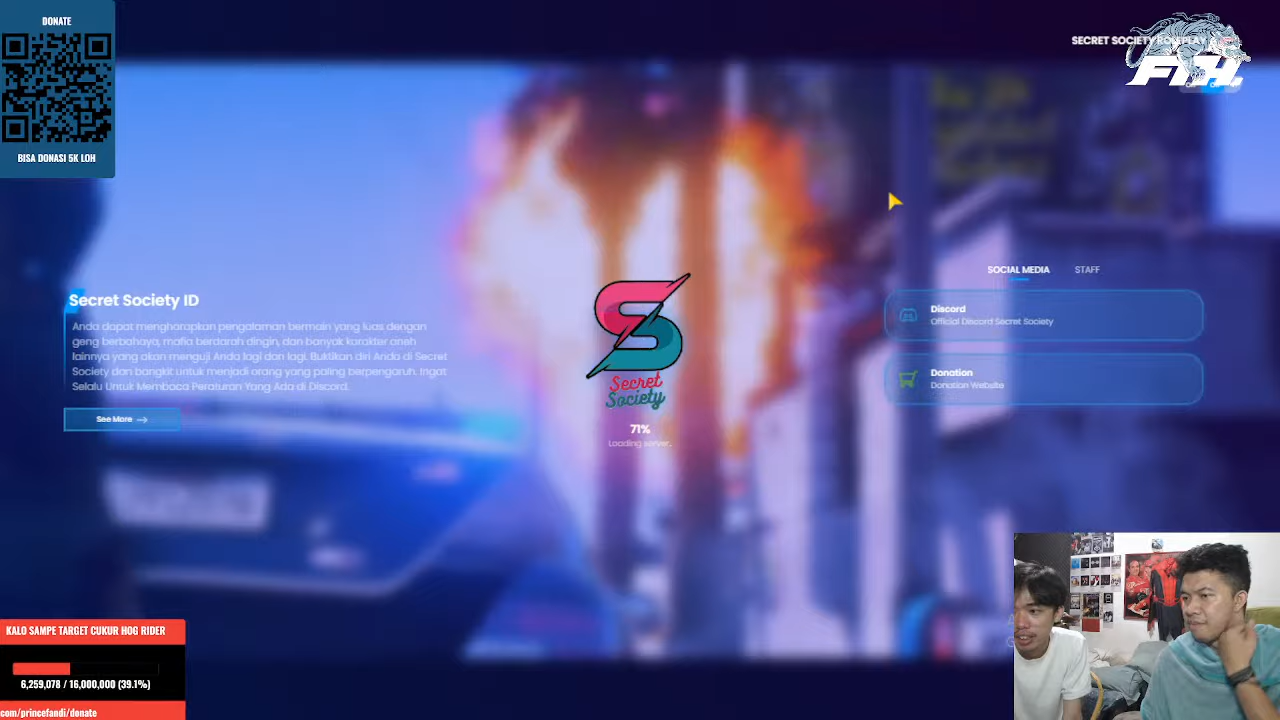 DONATE
BISA DONASI 5K LOH
SECRET SOCIETY ROLEPLAY
FTH.
Secret Society ID
Anda dapat mengharapkan pengalaman bermain yang luas dengan
geng berbahaya, mafia berdarah dingin, dan banyak karakter aneh
lainnya yang akan menguji Anda lagi dan lagi. Buktikan diri Anda di Secret
Society dan bangkit untuk menjadi orang yang paling berpengaruh. Ingat
Selalu Untuk Membaca Peraturan Yang Ada di Discord.
See More
Secret
Society
71%
Loading server.
SOCIAL MEDIA STAFF
Discord
Official Discord Secret Society
Donation
Donation Website
KALO SAMPE TARGET CUKUR HOG RIDER
6,259,078 / 16,000,000 (39.1%)
com/princefandi/donate